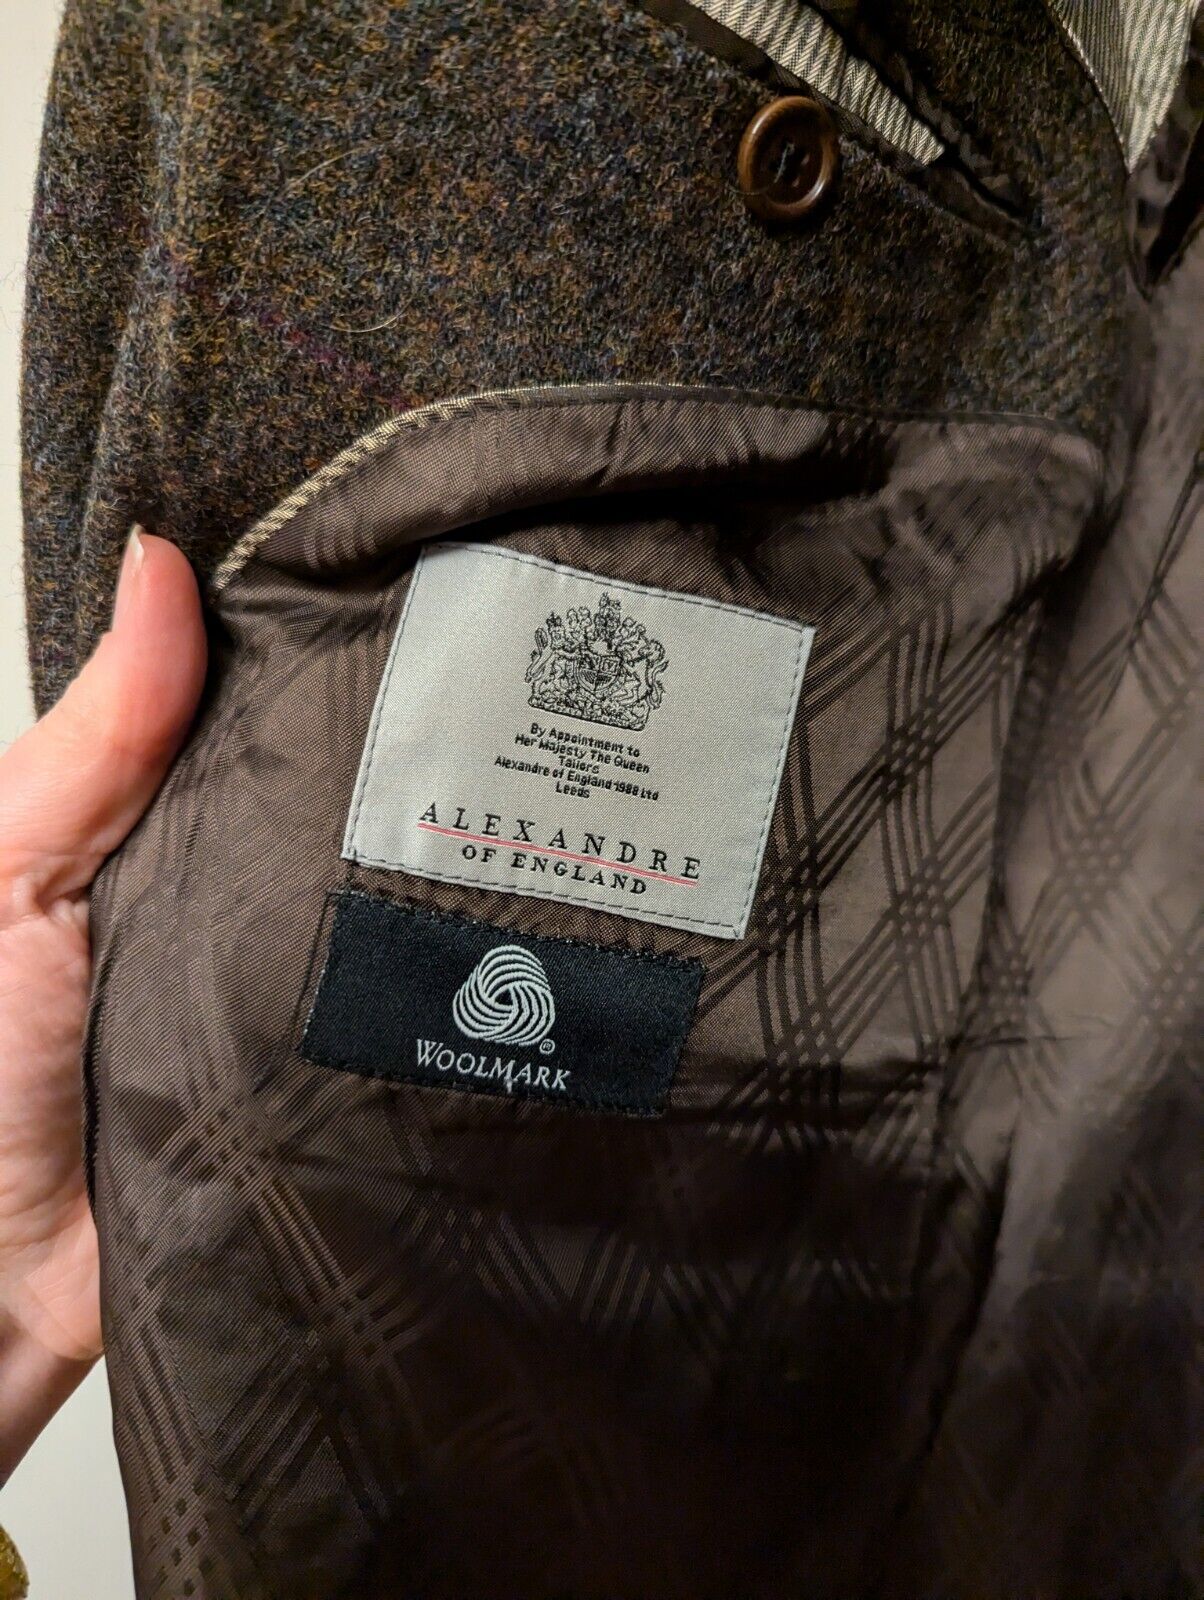 By Appointment to
Her Majesty The Queen
Tailors
Alexandre of England 1988 Ltd
Leeds
ALEXANDRE
OF ENGLAND
®
WOOLMARK